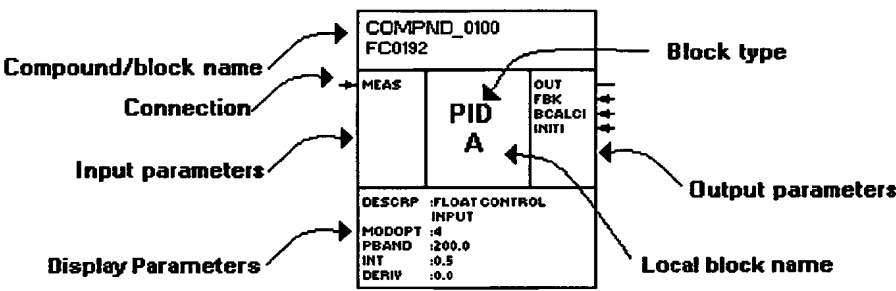 COMPND_0100
FC0192
Compound/block name
Block type
MEAS
OUT
FBK
BCALCI
INITI
Connection
PID
A
Input parameters
Output parameters
DESCRP :FLOAT CONTROL
INPUT
MODOPT :4
PBAND :200.0
INT :0.5
DERIV :0.0
Display Parameters
Local block name